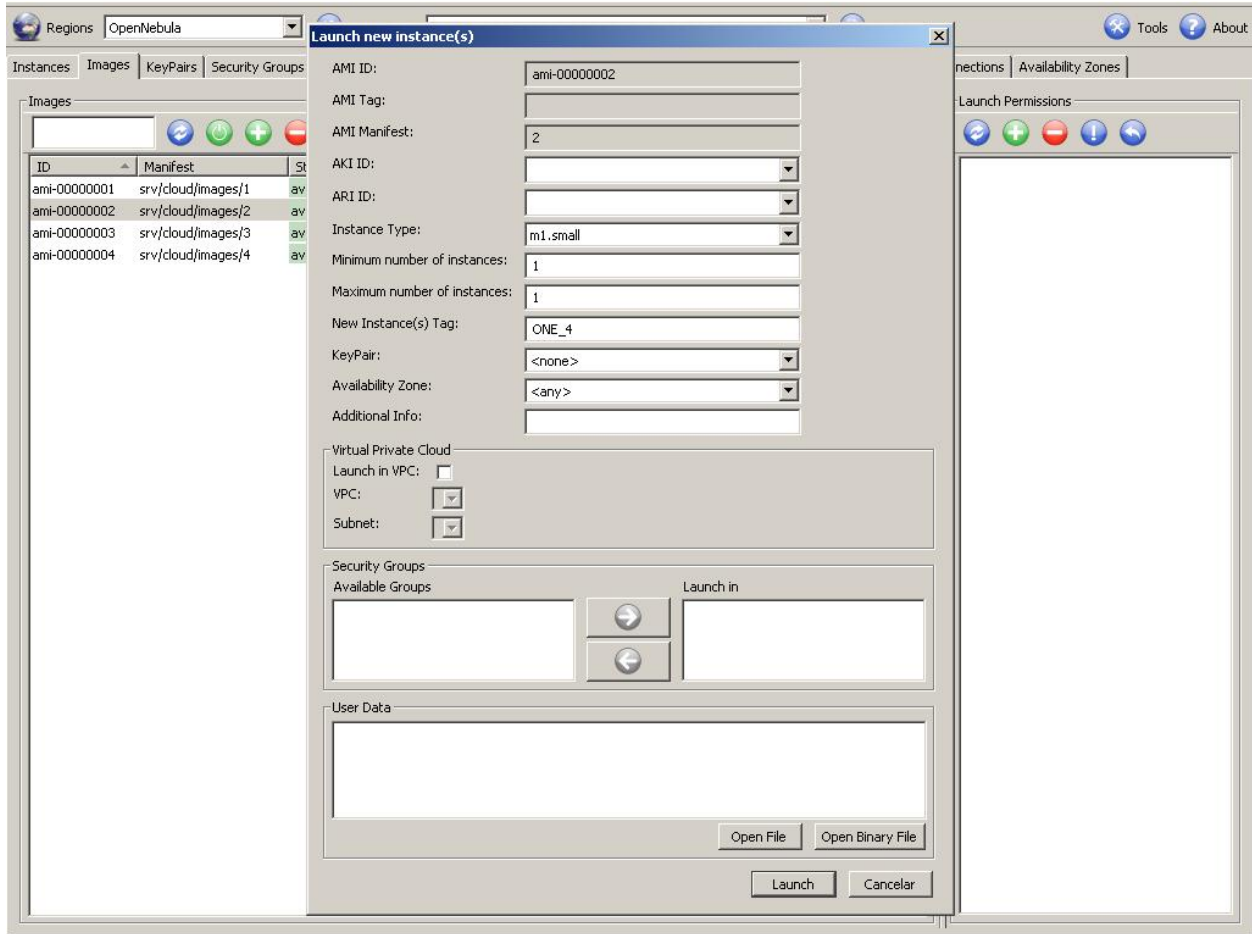 Regions OpenNebula
Tools About
Launch new instance(s)
Instances Images KeyPairs Security Groups
nections Availability Zones
Images
Launch Permissions
ID Manifest St
ami-00000001 srv/cloud/images/1 av
ami-00000002 srv/cloud/images/2 av
ami-00000003 srv/cloud/images/3 av
ami-00000004 srv/cloud/images/4 av
AMI ID: ami-00000002
AMI Tag:
AMI Manifest: 2
AKI ID:
ARI ID:
Instance Type: m1.small
Minimum number of instances: 1
Maximum number of instances: 1
New Instance(s) Tag: ONE_4
KeyPair: <none>
Availability Zone: <any>
Additional Info:
Virtual Private Cloud
Launch in VPC:
VPC:
Subnet:
Security Groups
Available Groups Launch in
User Data
Open File Open Binary File
Launch Cancelar